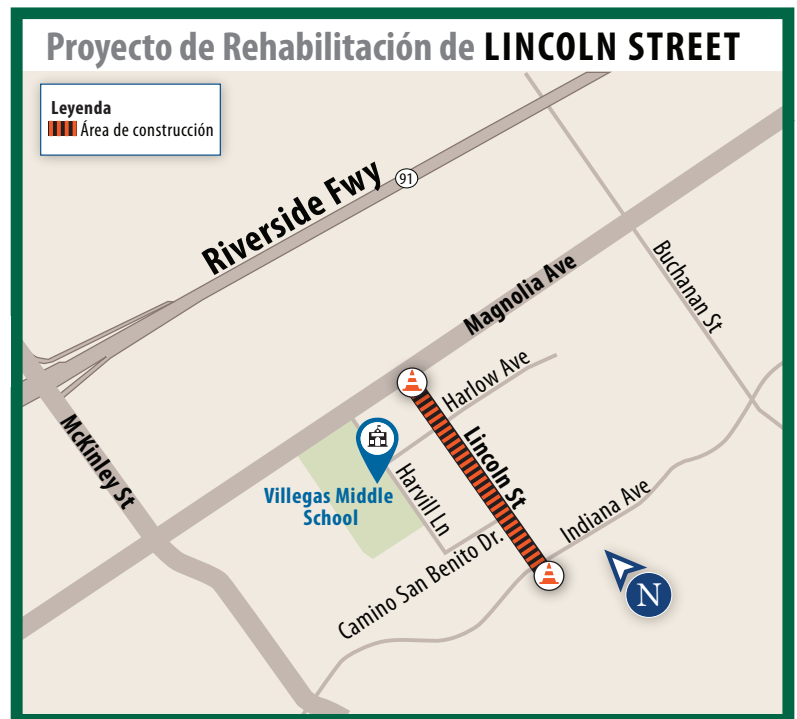 Proyecto de Rehabilitación de LINCOLN STREET
Leyenda
Área de construcción
Riverside Fwy
91
Buchanan St
Magnolia Ave
Harlow Ave
McKinley St
Lincoln St
Villegas Middle
School
Harvill Ln
Indiana Ave
Camino San Benito Dr.
N